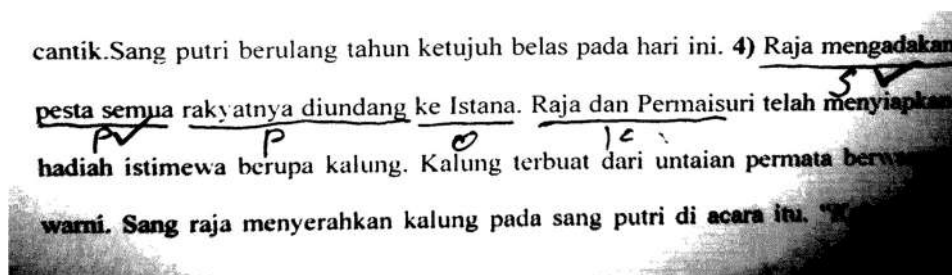 cantik.Sang putri berulang tahun ketujuh belas pada hari ini. 4) Raja mengadakan
S
pesta semua rakyatnya diundang ke Istana. Raja dan Permaisuri telah menyiapkan
P P O K
hadiah istimewa berupa kalung. Kalung terbuat dari untaian permata
warni. Sang raja menyerahkan kalung pada sang putri di acara itu.